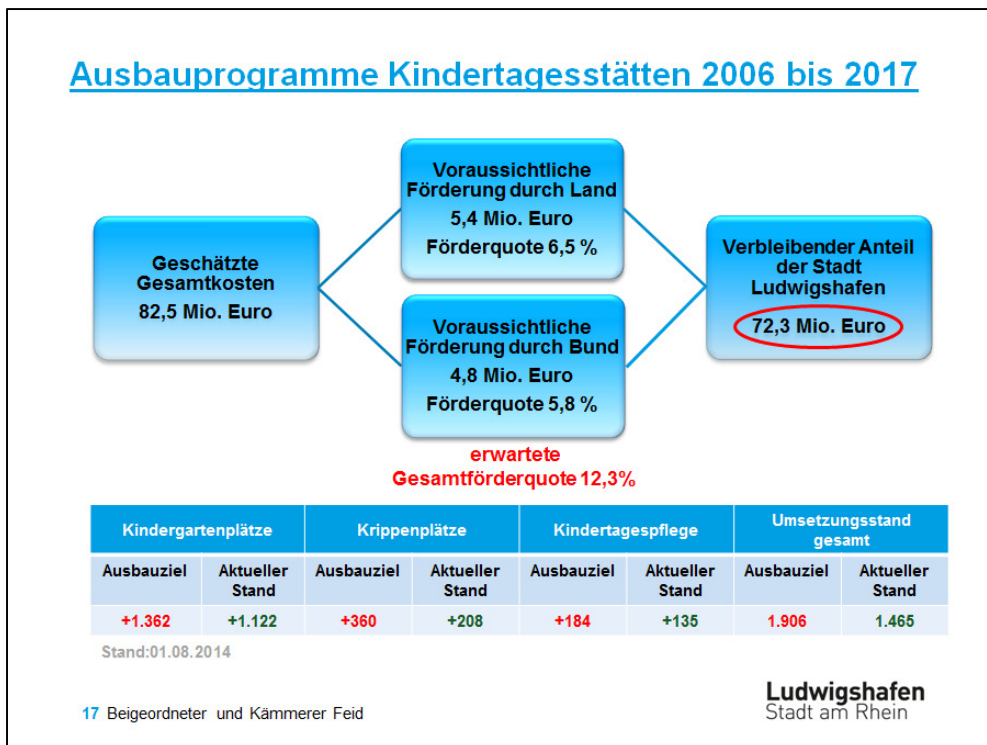 Ausbauprogramme Kindertagesstätten 2006 bis 2017
Geschätzte
Gesamtkosten
82,5 Mio. Euro
Voraussichtliche
Förderung durch Land
5,4 Mio. Euro
Förderquote 6,5 %
Voraussichtliche
Förderung durch Bund
4,8 Mio. Euro
Förderquote 5,8 %
Verbleibender Anteil
der Stadt
Ludwigshafen
72,3 Mio. Euro
erwartete
Gesamtförderquote 12,3%
Kindergartenplätze Krippenplätze Kindertagespflege Umsetzungsstand
gesamt
Ausbauziel Aktueller Ausbauziel Aktueller Ausbauziel Aktueller Ausbauziel Aktueller
Stand Stand Stand Stand
+1.362 +1.122 +360 +208 +184 +135 1.906 1.465
Stand:01.08.2014
17 Beigeordneter und Kämmerer Feid
Ludwigshafen
Stadt am Rhein